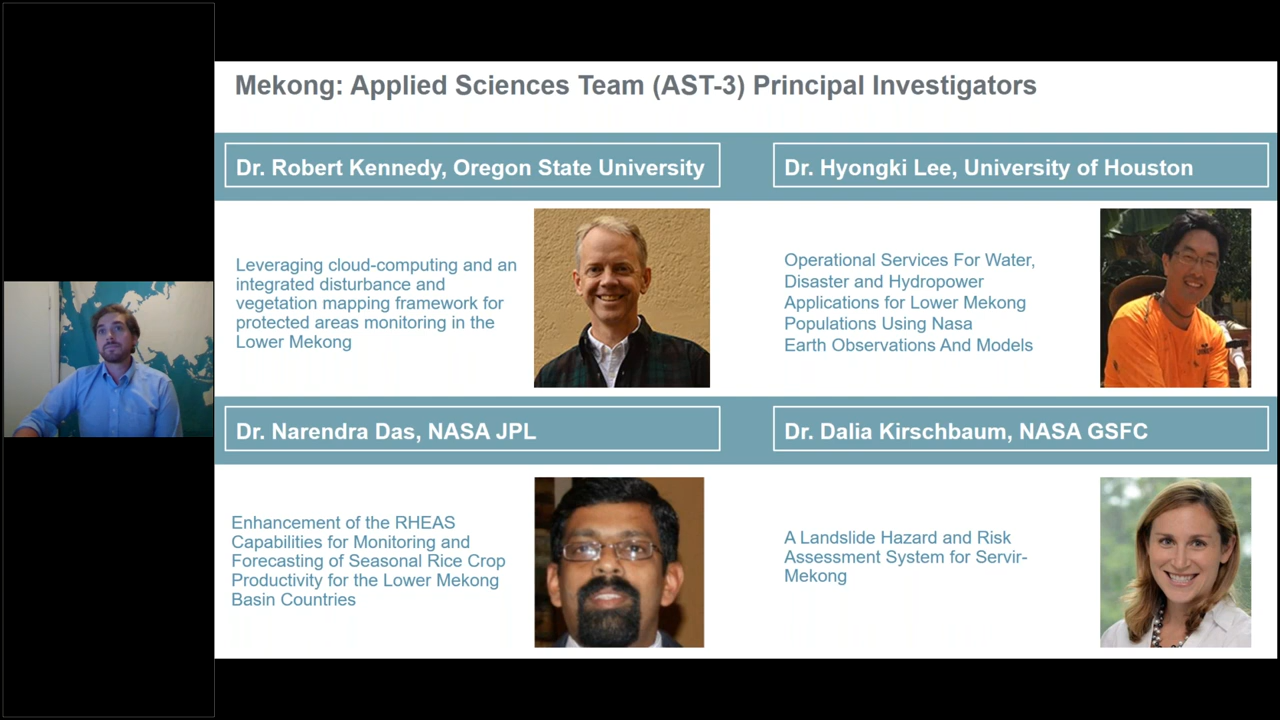 Mekong: Applied Sciences Team (AST-3) Principal Investigators
Dr. Robert Kennedy, Oregon State University
Leveraging cloud-computing and an
integrated disturbance and
vegetation mapping framework for
protected areas monitoring in the
Lower Mekong
Dr. Hyongki Lee, University of Houston
Operational Services For Water,
Disaster and Hydropower
Applications for Lower Mekong
Populations Using Nasa
Earth Observations And Models
Dr. Narendra Das, NASA JPL
Enhancement of the RHEAS
Capabilities for Monitoring and
Forecasting of Seasonal Rice Crop
Productivity for the Lower Mekong
Basin Countries
Dr. Dalia Kirschbaum, NASA GSFC
A Landslide Hazard and Risk
Assessment System for Servir-
Mekong